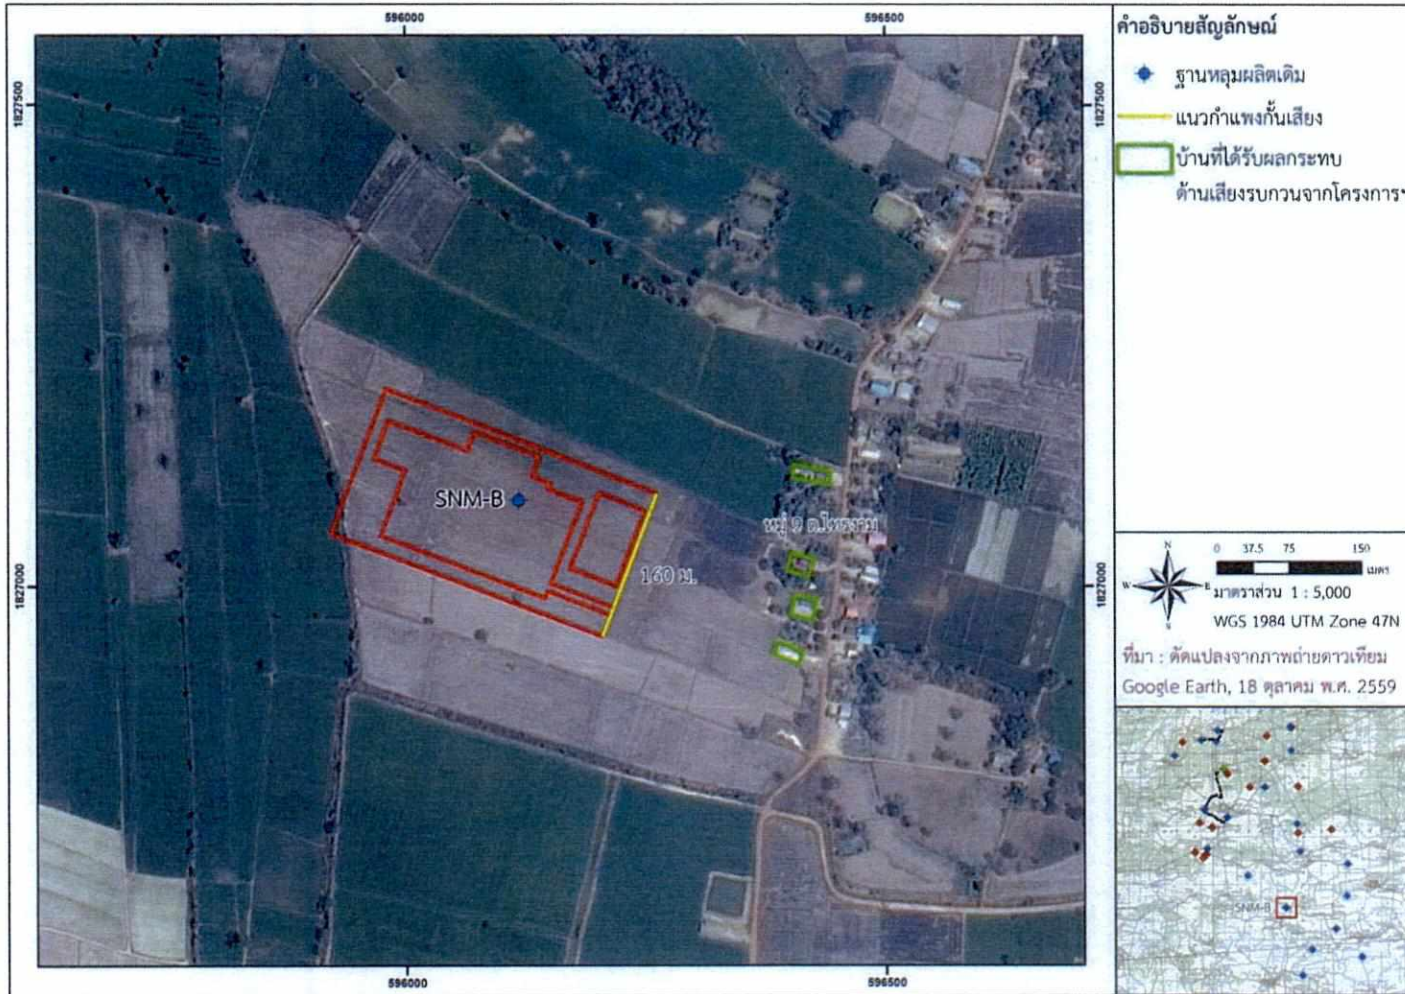 596000
596500
1827500
1827500
คำอธิบายสัญลักษณ์
ฐานหลุมผลิตเดิม
แนวกำแพงกั้นเสียง
บ้านที่ได้รับผลกระทบ
ด้านเสียงรบกวนจากโครงการฯ
SNM-B
หมู่ 9 ต.ไทรงาม
160 ม.
1827000
1827000
N
W
E
0 37.5 75 150
เมตร
มาตราส่วน 1 : 5,000
WGS 1984 UTM Zone 47N
ที่มา : ดัดแปลงจากภาพถ่ายดาวเทียม
Google Earth, 18 ตุลาคม พ.ศ. 2559
SNM-B
596000
596500